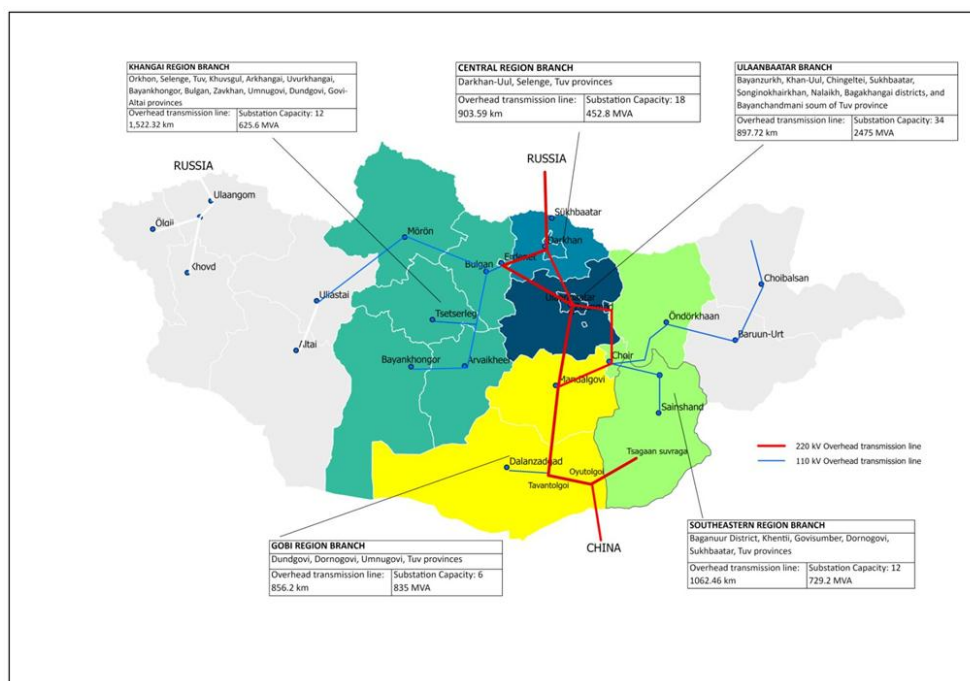 KHANGAI REGION BRANCH
Orkhon, Selenge, Tuv, Khuvsgul, Arkhangai, Uvurkhangai,
Bayankhongor, Bulgan, Zavkhan, Umnugovi, Dundgovi, Govi-
Altai provinces
Overhead transmission line:
1,522.32 km
Substation Capacity: 12
625.6 MVA
CENTRAL REGION BRANCH
Darkhan-Uul, Selenge, Tuv provinces
Overhead transmission line:
903.59 km
Substation Capacity: 18
452.8 MVA
ULAANBAATAR BRANCH
Bayanzurkh, Khan-Uul, Chingeltei, Sukhbaatar,
Songinokhairkhan, Nalaikh, Bagakhangai districts, and
Bayanchandmani soum of Tuv province
Overhead transmission line:
897.72 km
Substation Capacity: 34
2475 MVA
RUSSIA
RUSSIA
Ulaangom
Ölgii
Khovd
Uliastai
Mörön
Bulgan
Tsetserleg
Bayankhongor
Arvaikheer
Sükhbaatar
Darkhan
Öndörkhaan
Choibalsan
Baruun-Urt
Choir
Mandalgovi
Sainshand
Tsagaan suvraga
Dalanzadgad
Oyutolgoi
Tavantolgoi
CHINA
220 kV Overhead transmission line
110 kV Overhead transmission line
GOBI REGION BRANCH
Dundgovi, Dornogovi, Umnugovi, Tuv provinces
Overhead transmission line:
856.2 km
Substation Capacity: 6
835 MVA
SOUTHEASTERN REGION BRANCH
Baganuur District, Khentii, Govisumber, Dornogovi,
Sukhbaatar, Tuv provinces
Overhead transmission line:
1062.46 km
Substation Capacity: 12
729.2 MVA